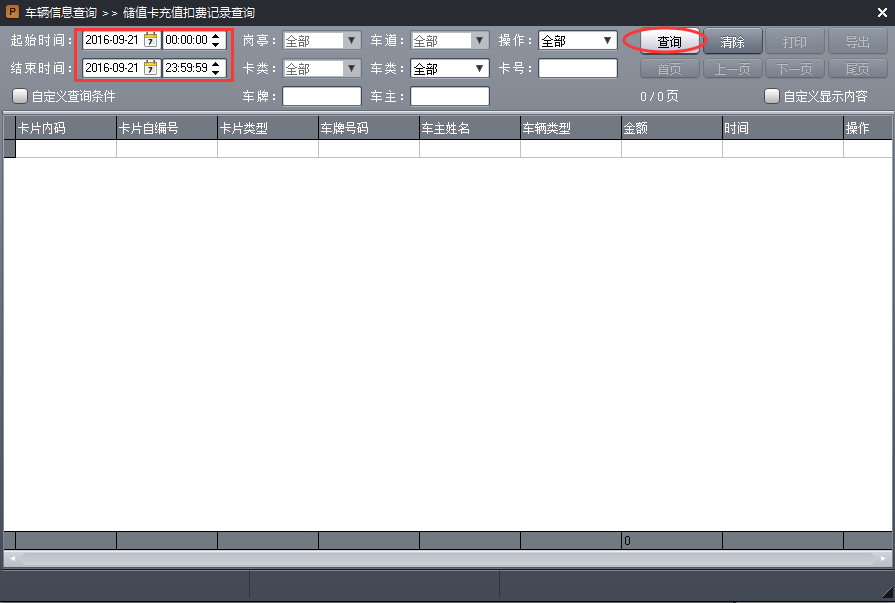 P 车辆信息查询 >> 储值卡充值扣费记录查询
起始时间: 2016-09-21 7 00:00:00 岗亭: 全部 车道: 全部 操作: 全部 查询 清除 打印 导出
结束时间: 2016-09-21 7 23:59:59 卡类: 全部 车类: 全部 卡号: 首页 上一页 下一页 尾页
自定义查询条件 车牌: 车主: 0/0页 自定义显示内容
卡片内码 卡片自编号 卡片类型 车牌号码 车主姓名 车辆类型 金额 时间 操作
0